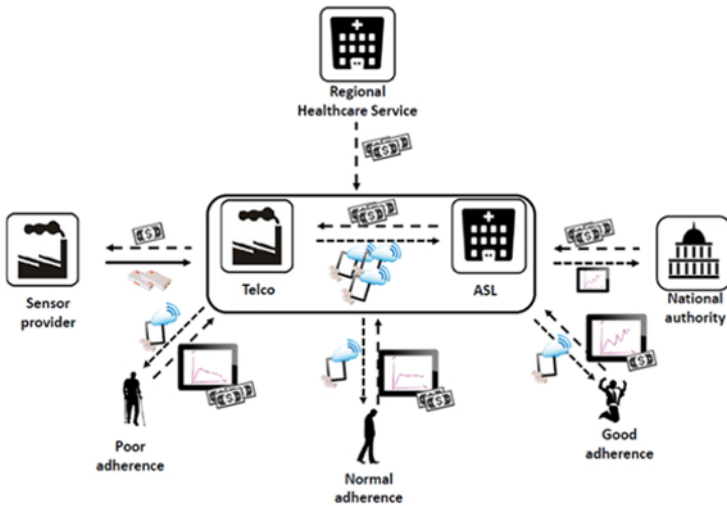 Regional
Healthcare Service
Telco
ASL
Sensor
provider
National
authority
Poor
adherence
Normal
adherence
Good
adherence